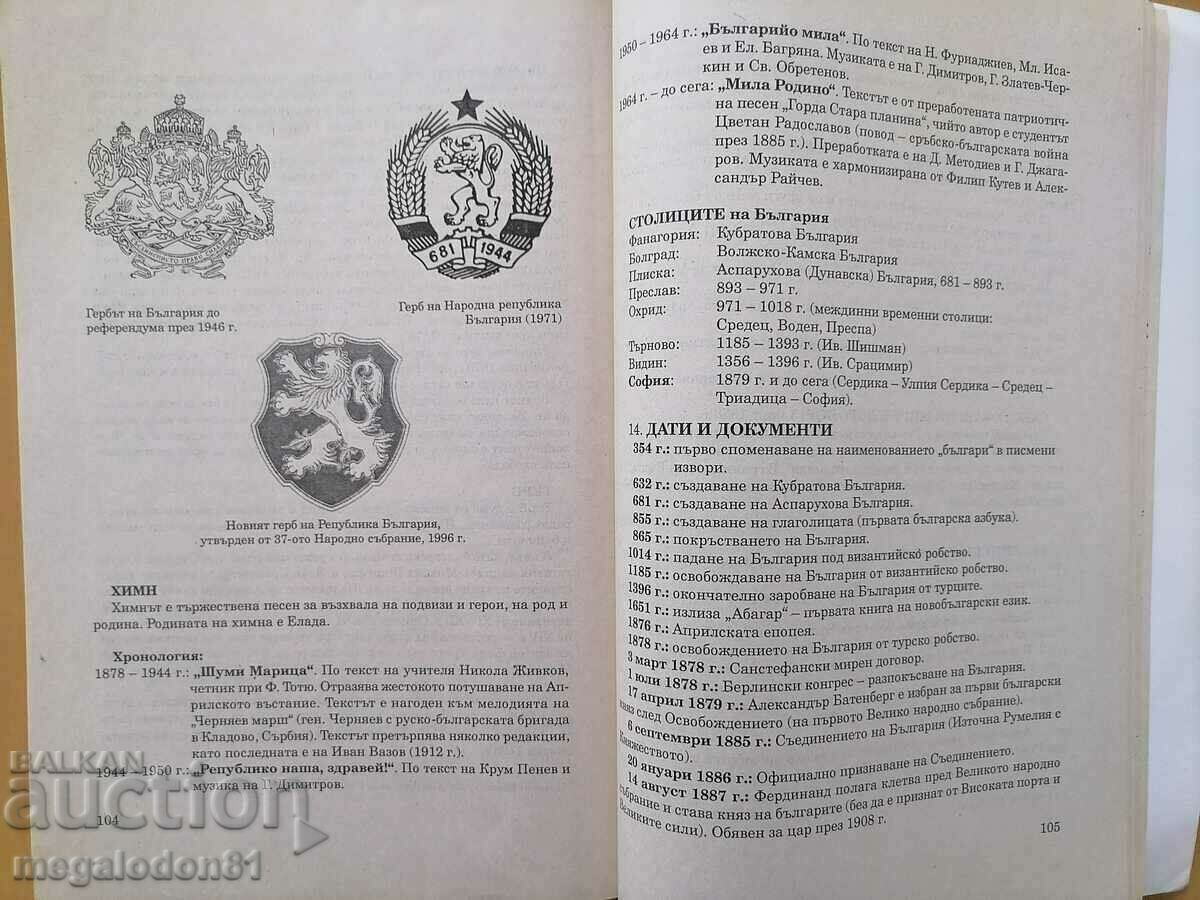 СЪЕДИНЕНИЕТО ПРАВИ СИЛАТА
681 1944
Гербът на България до
референдума през 1946 г.
Герб на Народна република
България (1971)
Новият герб на Република България,
утвърден от 37-ото Народно събрание, 1996 г.
ХИМН
Химнът е тържествена песен за възхвала на подвизи и герои, на род и
родина. Родината на химна е Елада.
Хронология:
1878 – 1944 г.: „Шуми Марица“. По текст на учителя Никола Живков,
четник при Ф. Тотю. Отразява жестокото потушаване на Ап-
рилското въстание. Текстът е нагоден към мелодията на
„Черняев марш“ (ген. Черняев с руско-българската бригада
в Кладово, Сърбия). Текстът претърпява няколко редакции,
като последната е на Иван Вазов (1912 г.).
1944 – 1950 г.: „Републико наша, здравей!“. По текст на Крум Пенев и
музика на Г. Димитров.
104
1950 – 1964 г.: „Българийо мила“. По текст на Н. Фурнаджиев, Мл. Иса-
ев и Ел. Багряна. Музиката е на Г. Димитров, Г. Златев-Чер-
кин и Св. Обретенов.
1964 г. – до сега: „Мила Родино“. Текстът е от преработената патриотич-
на песен „Горда Стара планина“, чийто автор е студентът
Цветан Радославов (повод – сръбско-българската война
през 1885 г.). Преработката е на Д. Методиев и Г. Джага-
ров. Музиката е хармонизирана от Филип Кутев и Алек-
сандър Райчев.
СТОЛИЦИТЕ на България
Фанагория: Кубратова България
Болград: Волжско-Камска България
Плиска: Аспарухова (Дунавска) България, 681 – 893 г.
Преслав: 893 – 971 г.
Охрид: 971 – 1018 г. (междинни временни столици:
Средец, Воден, Преспа)
Търново: 1185 – 1393 г. (Ив. Шишман)
Видин: 1356 – 1396 г. (Ив. Срацимир)
София: 1879 г. и до сега (Сердика – Улпия Сердика – Средец –
Триадица – София).
14. ДАТИ И ДОКУМЕНТИ
354 г.: първо споменаване на наименованието „българи“ в писмени
извори.
632 г.: създаване на Кубратова България.
681 г.: създаване на Аспарухова България.
855 г.: създаване на глаголицата (първата българска азбука).
865 г.: покръстването на България.
1014 г.: падане на България под византийско робство.
1185 г.: освобождаване на България от византийско робство.
1396 г.: окончателно заробване на България от турците.
1651 г.: излиза „Абагар“ – първата книга на новобългарски език.
1876 г.: Априлската епопея.
1878 г.: освобождението на България от турско робство.
3 март 1878 г.: Санстефански мирен договор.
1 юли 1878 г.: Берлински конгрес – разпокъсване на България.
17 април 1879 г.: Александър Батенберг е избран за първи български
княз след Освобождението (на първото Велико народно събрание).
6 септември 1885 г.: Съединението на България (Източна Румелия с
Княжеството).
20 януари 1886 г.: Официално признаване на Съединението.
14 август 1887 г.: Фердинанд полага клетва пред Великото народно
събрание и става княз на българите (без да е признат от Високата порта и
Великите сили). Обявен за цар през 1908 г.
105
BALKAN
auction
megalodon81